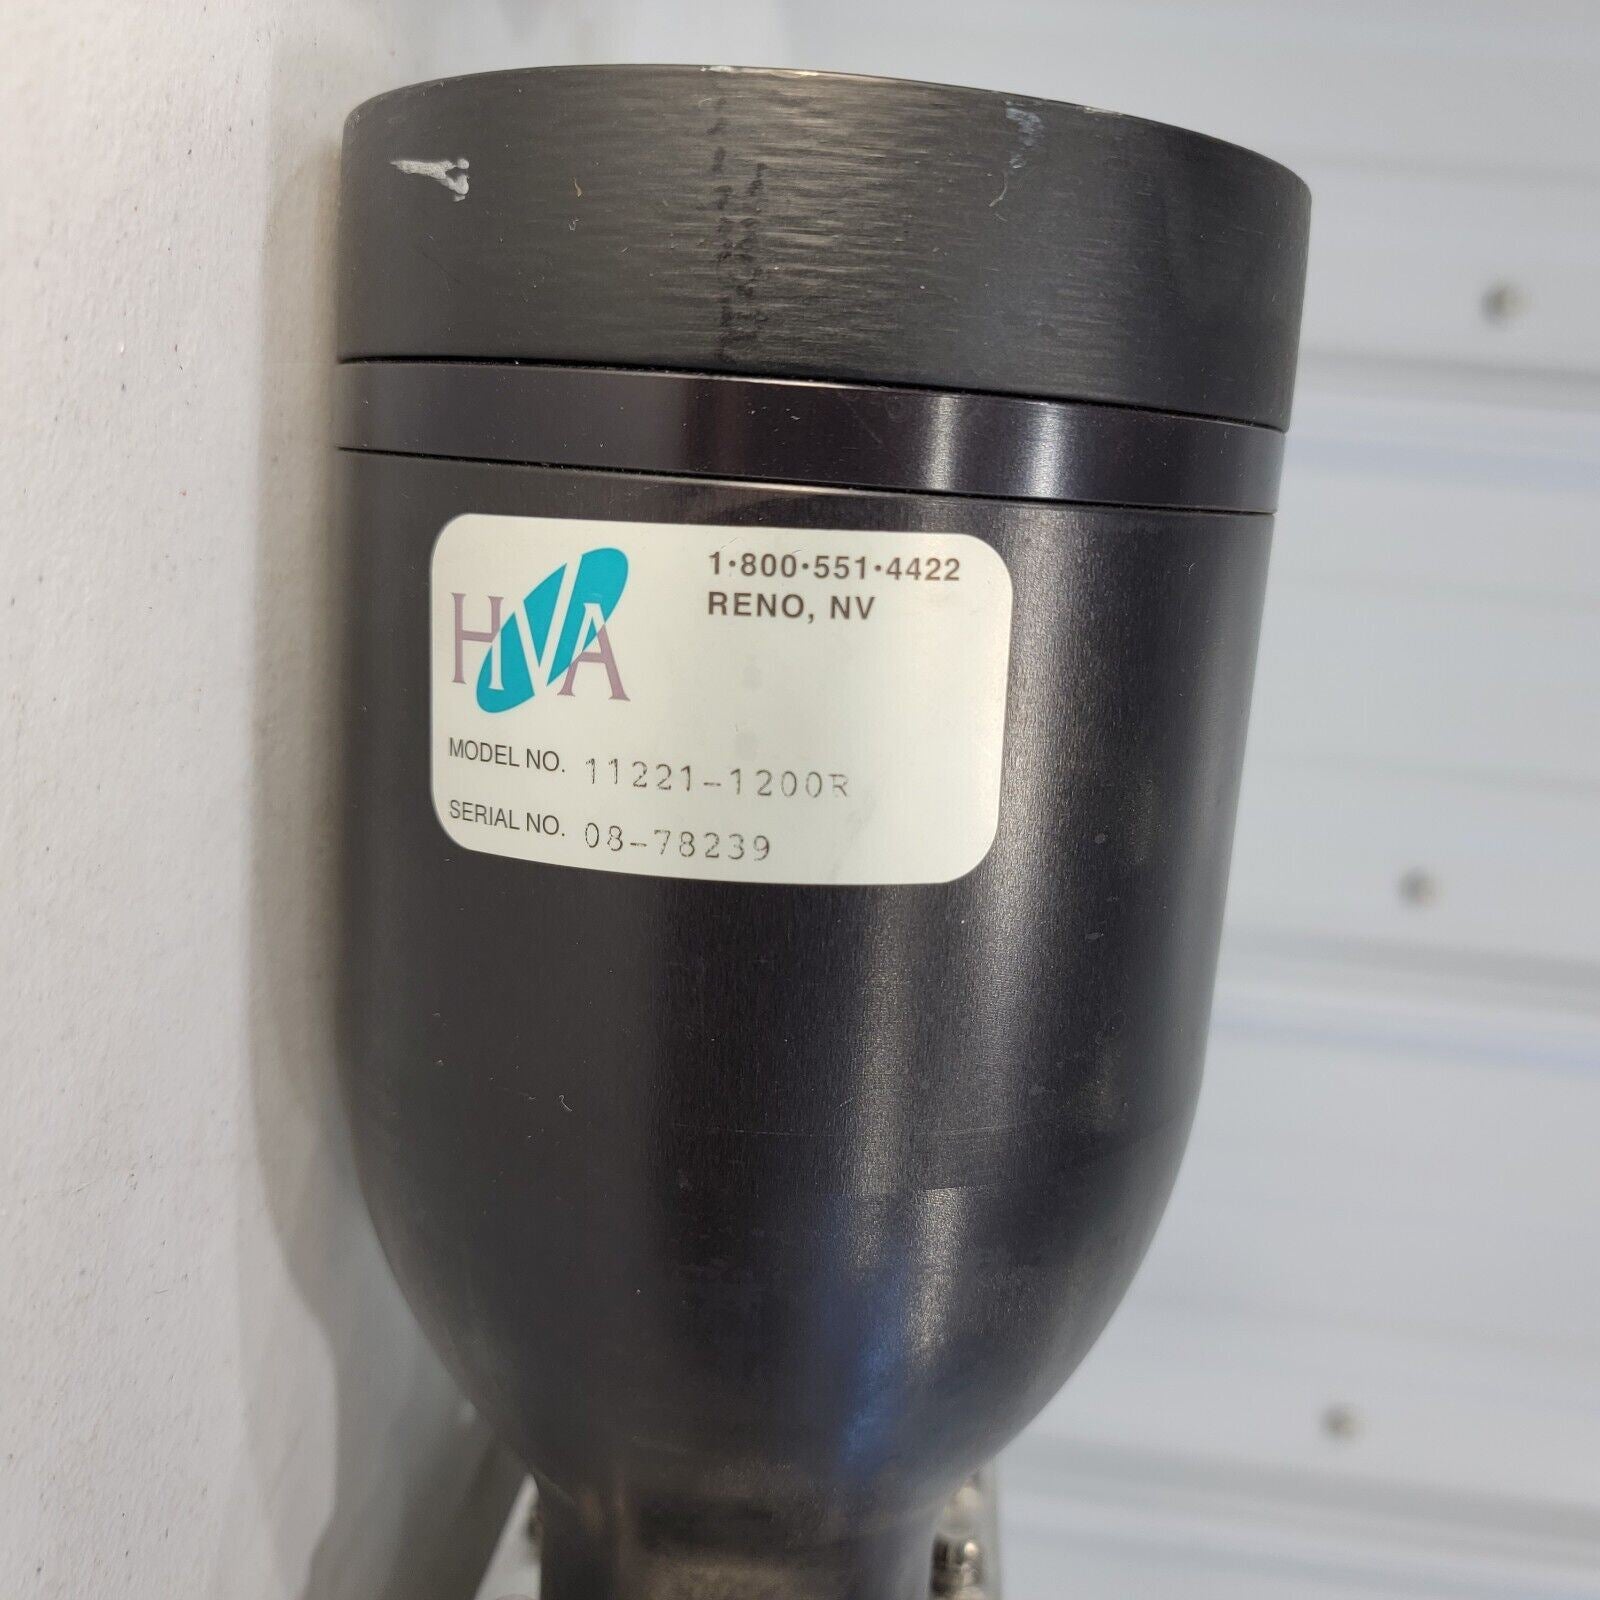 HVA
1·800·551·4422
RENO, NV
MODEL NO. 11221-1200R
SERIAL NO. 08-78239